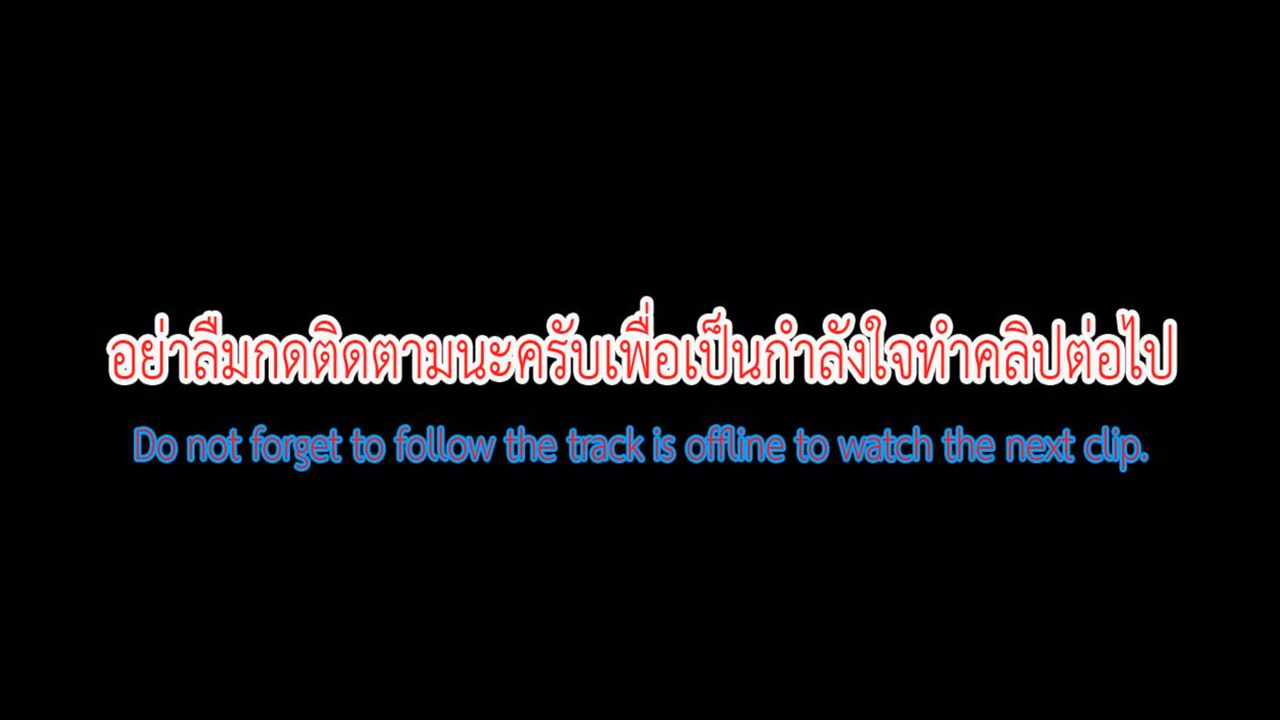 อย่าลืมกดติดตามนะครับเพื่อเป็นกำลังใจทำคลิปต่อไป
Do not forget to follow the track is offline to watch the next clip.